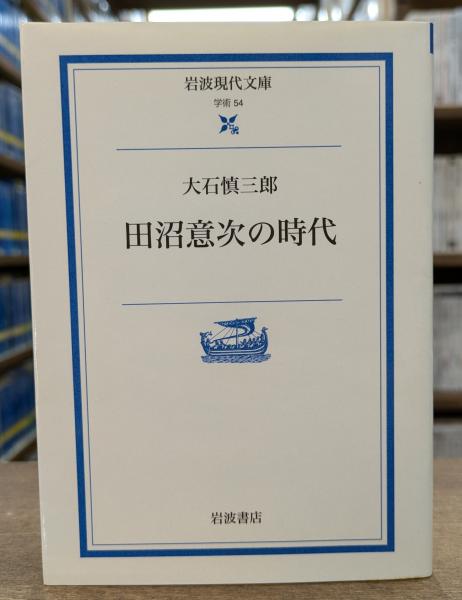 岩波現代文庫
学術 54
大石慎三郎
田沼意次の時代
岩波書店